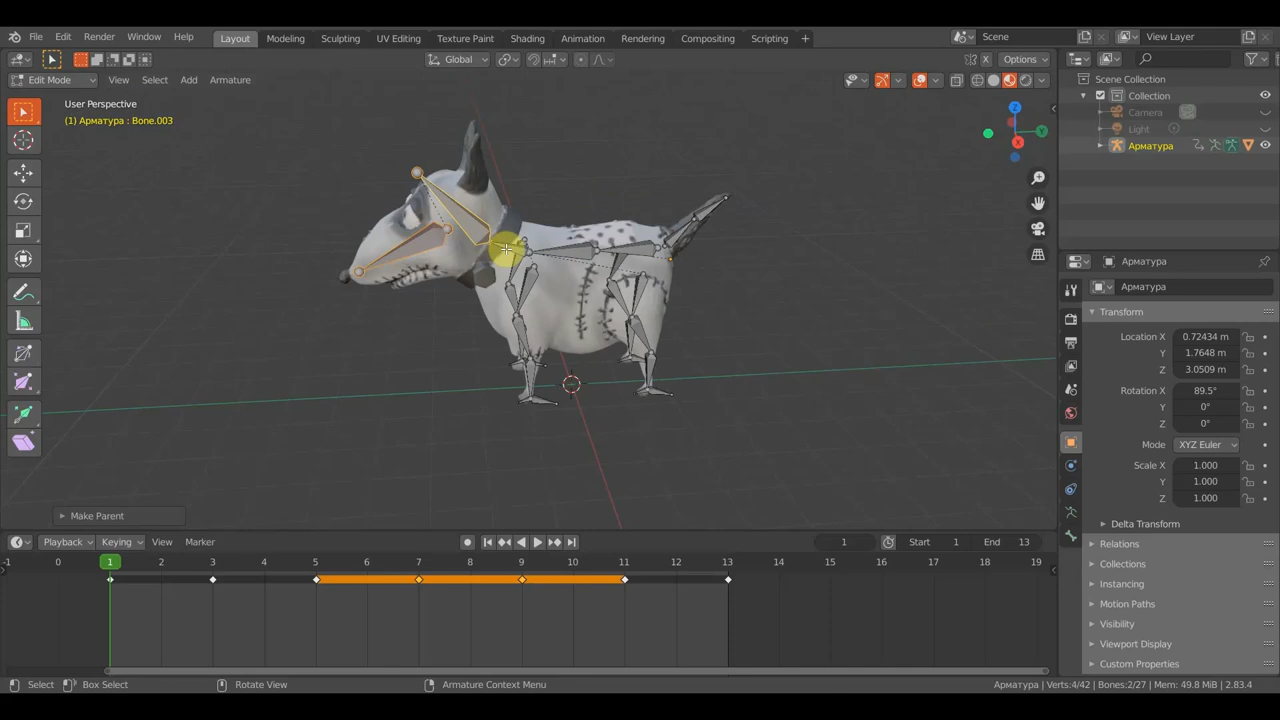 File Edit Render Window Help Layout Modeling Sculpting UV Editing Texture Paint Shading Animation Rendering Compositing Scripting + Scene View Layer
Global Options
Edit Mode View Select Add Armature
User Perspective
(1) Арматура : Bone.003
Scene Collection
Collection
Camera
Light
Арматура
X
Y
Z
X
Арматура
Арматура
Transform
Location X 0.72434 m
Y 1.7648 m
Z 3.0509 m
Rotation X 89.5°
Y 0°
Z 0°
Mode XYZ Euler
Scale X 1.000
Y 1.000
Z 1.000
Delta Transform
Relations
Collections
Instancing
Motion Paths
Visibility
Viewport Display
Custom Properties
Make Parent
Playback Keying View Marker 1 Start 1 End 13
-1 0 1 2 3 4 5 6 7 8 9 10 11 12 13 14 15 16 17 18 19
Select Box Select Rotate View Armature Context Menu Арматура | Verts:4/42 | Bones:2/27 | Mem: 49.8 MiB | 2.83.4